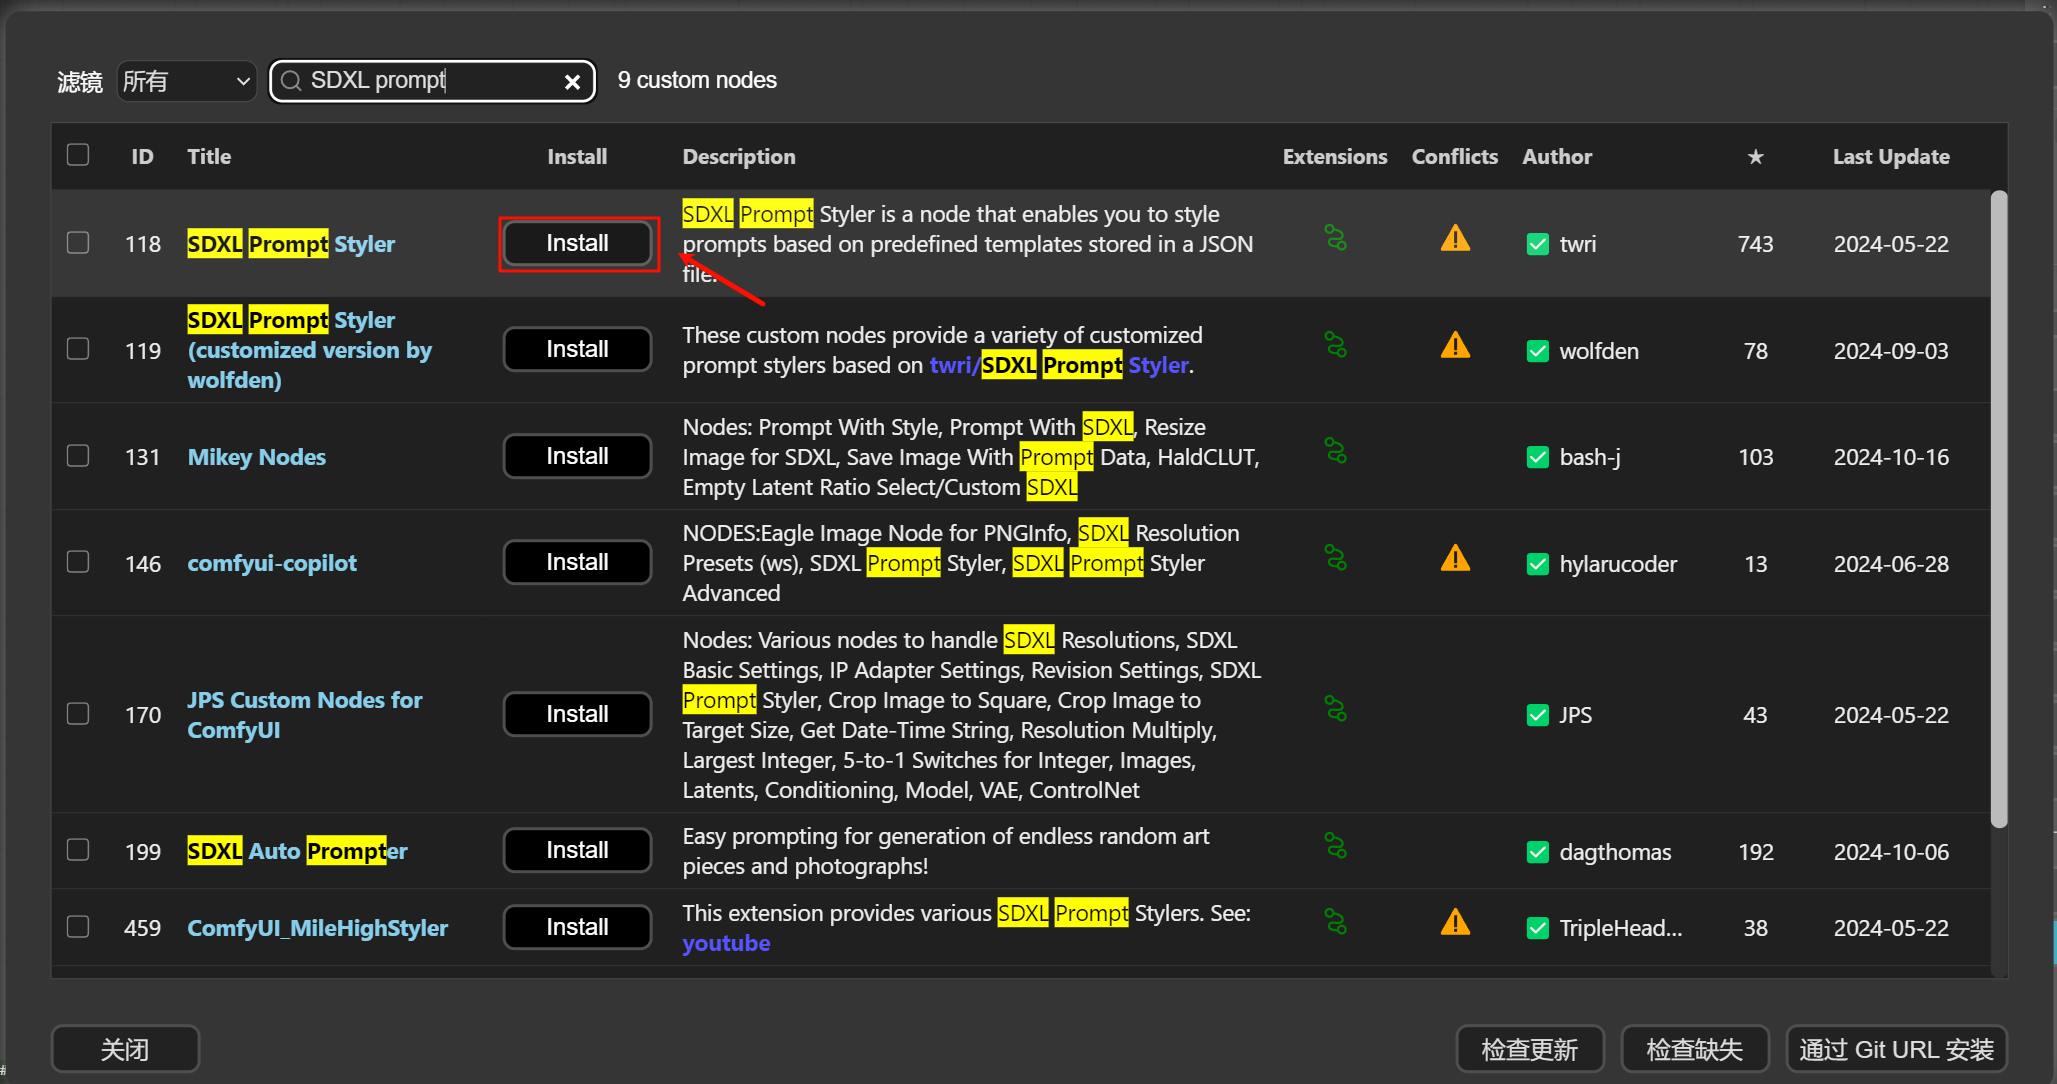 滤镜 所有 SDXL prompt 9 custom nodes
ID Title Install Description Extensions Conflicts Author ★ Last Update
118 SDXL Prompt Styler Install SDXL Prompt Styler is a node that enables you to style
prompts based on predefined templates stored in a JSON
file. twri 743 2024-05-22
119 SDXL Prompt Styler
(customized version by
wolfden) Install These custom nodes provide a variety of customized
prompt stylers based on twri/SDXL Prompt Styler. wolfden 78 2024-09-03
131 Mikey Nodes Install Nodes: Prompt With Style, Prompt With SDXL, Resize
Image for SDXL, Save Image With Prompt Data, HaldCLUT,
Empty Latent Ratio Select/Custom SDXL bash-j 103 2024-10-16
146 comfyui-copilot Install NODES:Eagle Image Node for PNGInfo, SDXL Resolution
Presets (ws), SDXL Prompt Styler, SDXL Prompt Styler
Advanced hylarucoder 13 2024-06-28
170 JPS Custom Nodes for
ComfyUI Install Nodes: Various nodes to handle SDXL Resolutions, SDXL
Basic Settings, IP Adapter Settings, Revision Settings, SDXL
Prompt Styler, Crop Image to Square, Crop Image to
Target Size, Get Date-Time String, Resolution Multiply,
Largest Integer, 5-to-1 Switches for Integer, Images,
Latents, Conditioning, Model, VAE, ControlNet JPS 43 2024-05-22
199 SDXL Auto Prompter Install Easy prompting for generation of endless random art
pieces and photographs! dagthomas 192 2024-10-06
459 ComfyUI_MileHighStyler Install This extension provides various SDXL Prompt Stylers. See:
youtube TripleHead... 38 2024-05-22
关闭 检查更新 检查缺失 通过 Git URL 安装